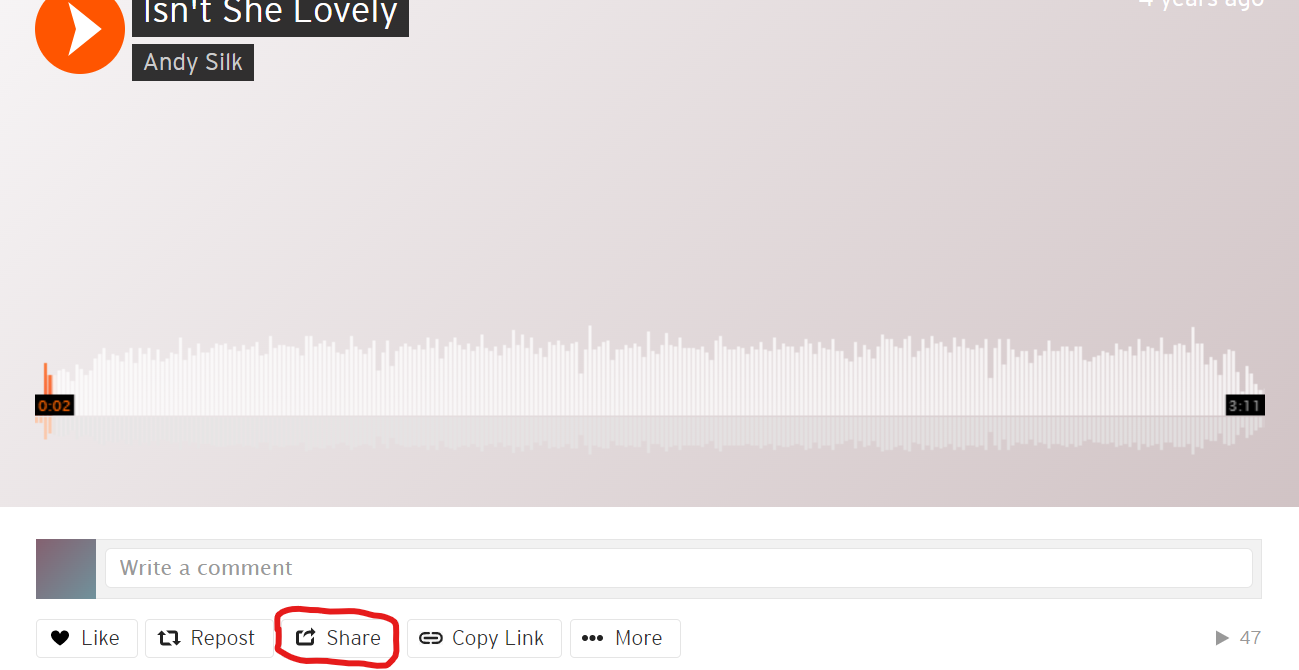 Isn't She Lovely
4 years ago
Andy Silk
0:02
3:11
Write a comment
Like
Repost
Share
Copy Link
More
47